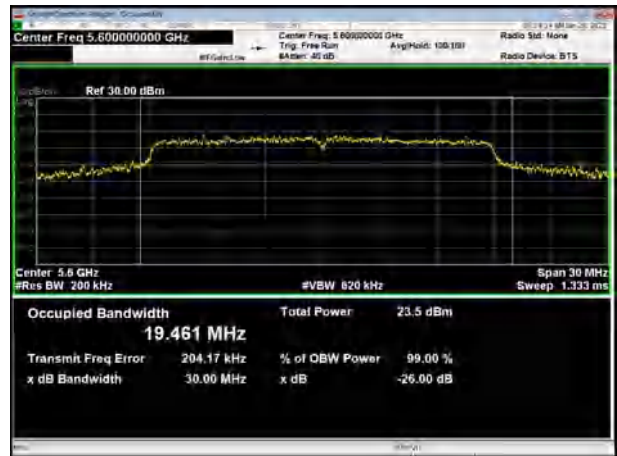 Center Freq 5.600000000 GHz
Center Freq: 5.600000000 GHz
Radio Std: None
Trig: Free Run
Avg|Hold: 100/100
#IFGain:Low
#Atten: 40 dB
Radio Device: BTS
Ref 30.00 dBm
Center 5.6 GHz
Span 30 MHz
#Res BW 200 kHz
#VBW 820 kHz
Sweep 1.333 ms
Occupied Bandwidth
Total Power 23.5 dBm
19.461 MHz
Transmit Freq Error 204.17 kHz
% of OBW Power 99.00 %
x dB Bandwidth 30.00 MHz
x dB -26.00 dB